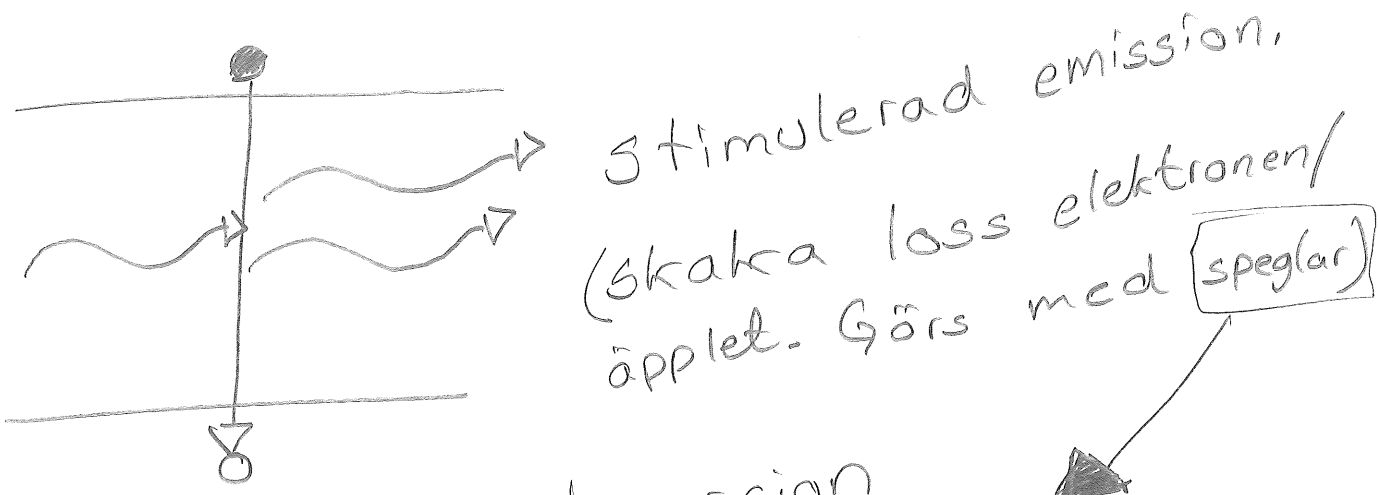 stimulerad emission.
(skaka loss elektronen/
äpplet. Görs med speglar)